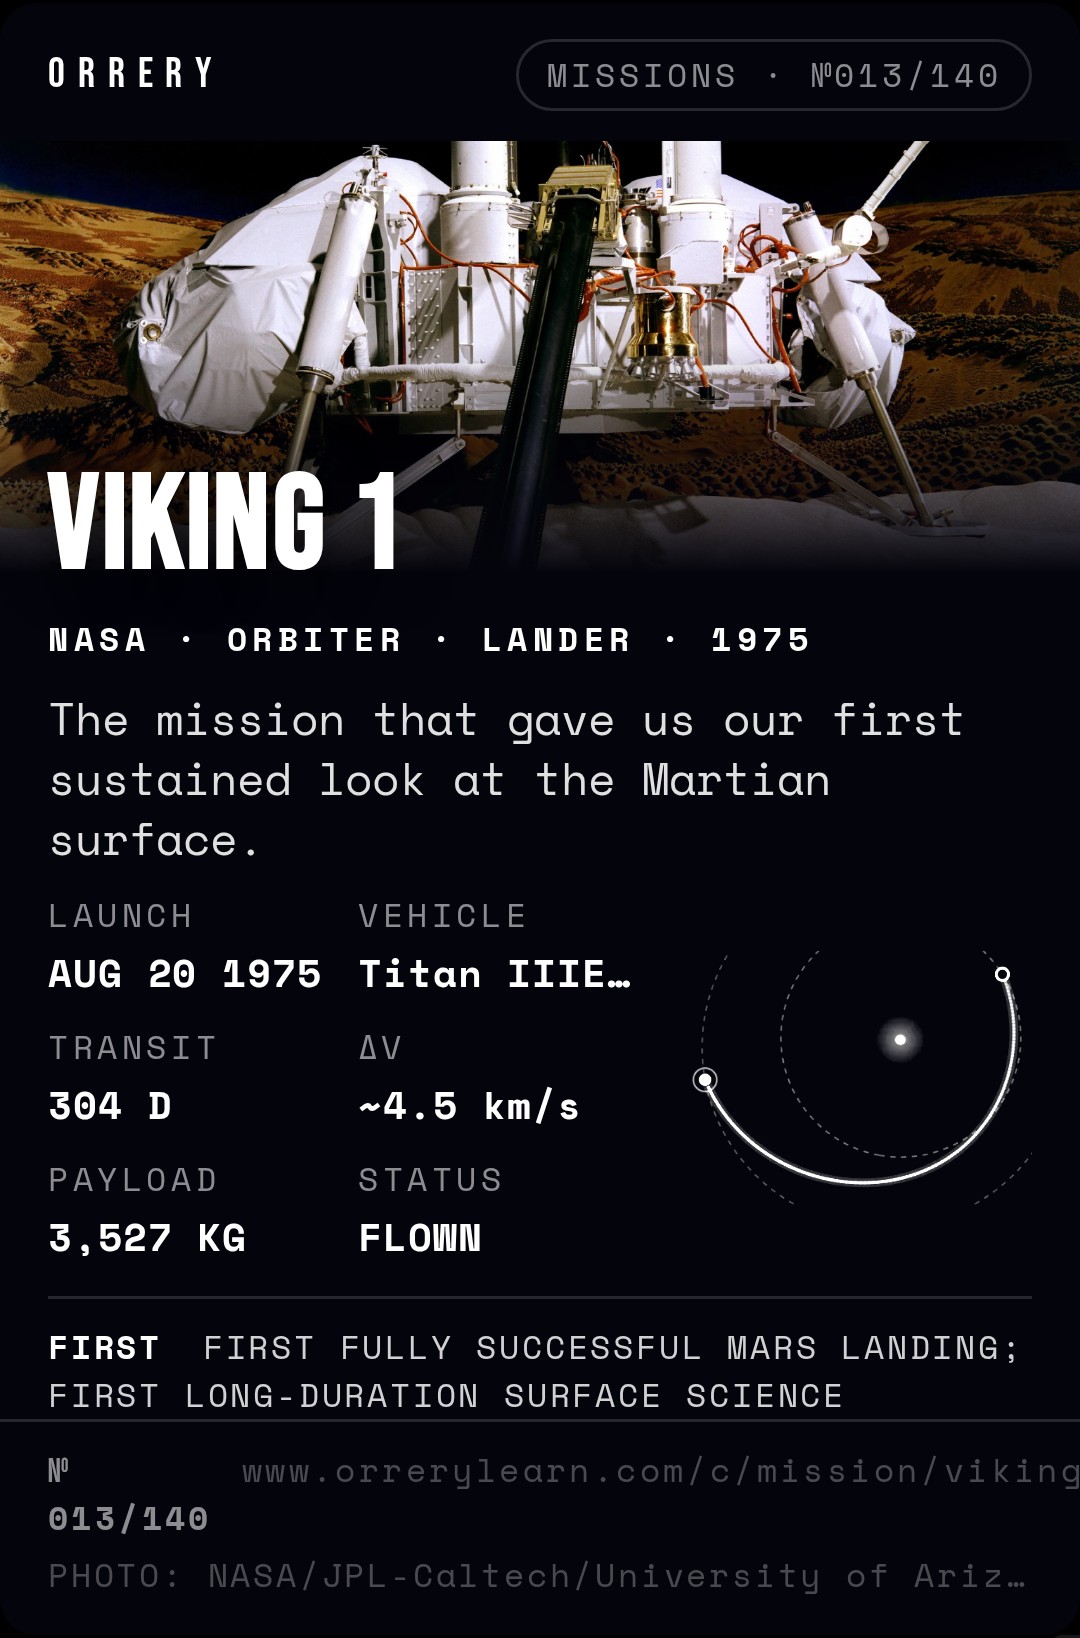 ORRERY
MISSIONS · №013/140
VIKING 1
NASA · ORBITER · LANDER · 1975
The mission that gave us our first
sustained look at the Martian
surface.
LAUNCH VEHICLE
AUG 20 1975 Titan IIIE…
TRANSIT ΔV
304 D ~4.5 km/s
PAYLOAD STATUS
3,527 KG FLOWN
FIRST FIRST FULLY SUCCESSFUL MARS LANDING;
FIRST LONG-DURATION SURFACE SCIENCE
№ www.orrerylearn.com/c/mission/viking
013/140
PHOTO: NASA/JPL-Caltech/University of Ariz…